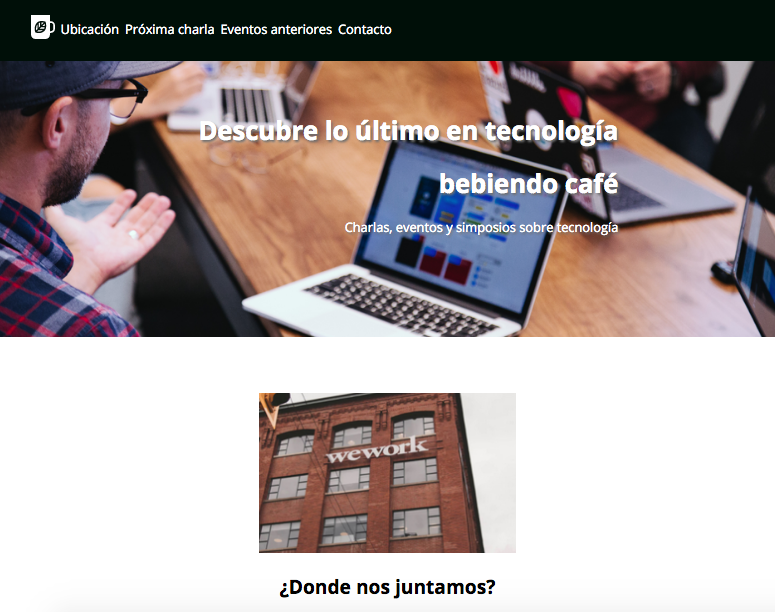 Ubicación Próxima charla Eventos anteriores Contacto
Descubre lo último en tecnología
bebiendo café
Charlas, eventos y simposios sobre tecnología
wework
¿Donde nos juntamos?